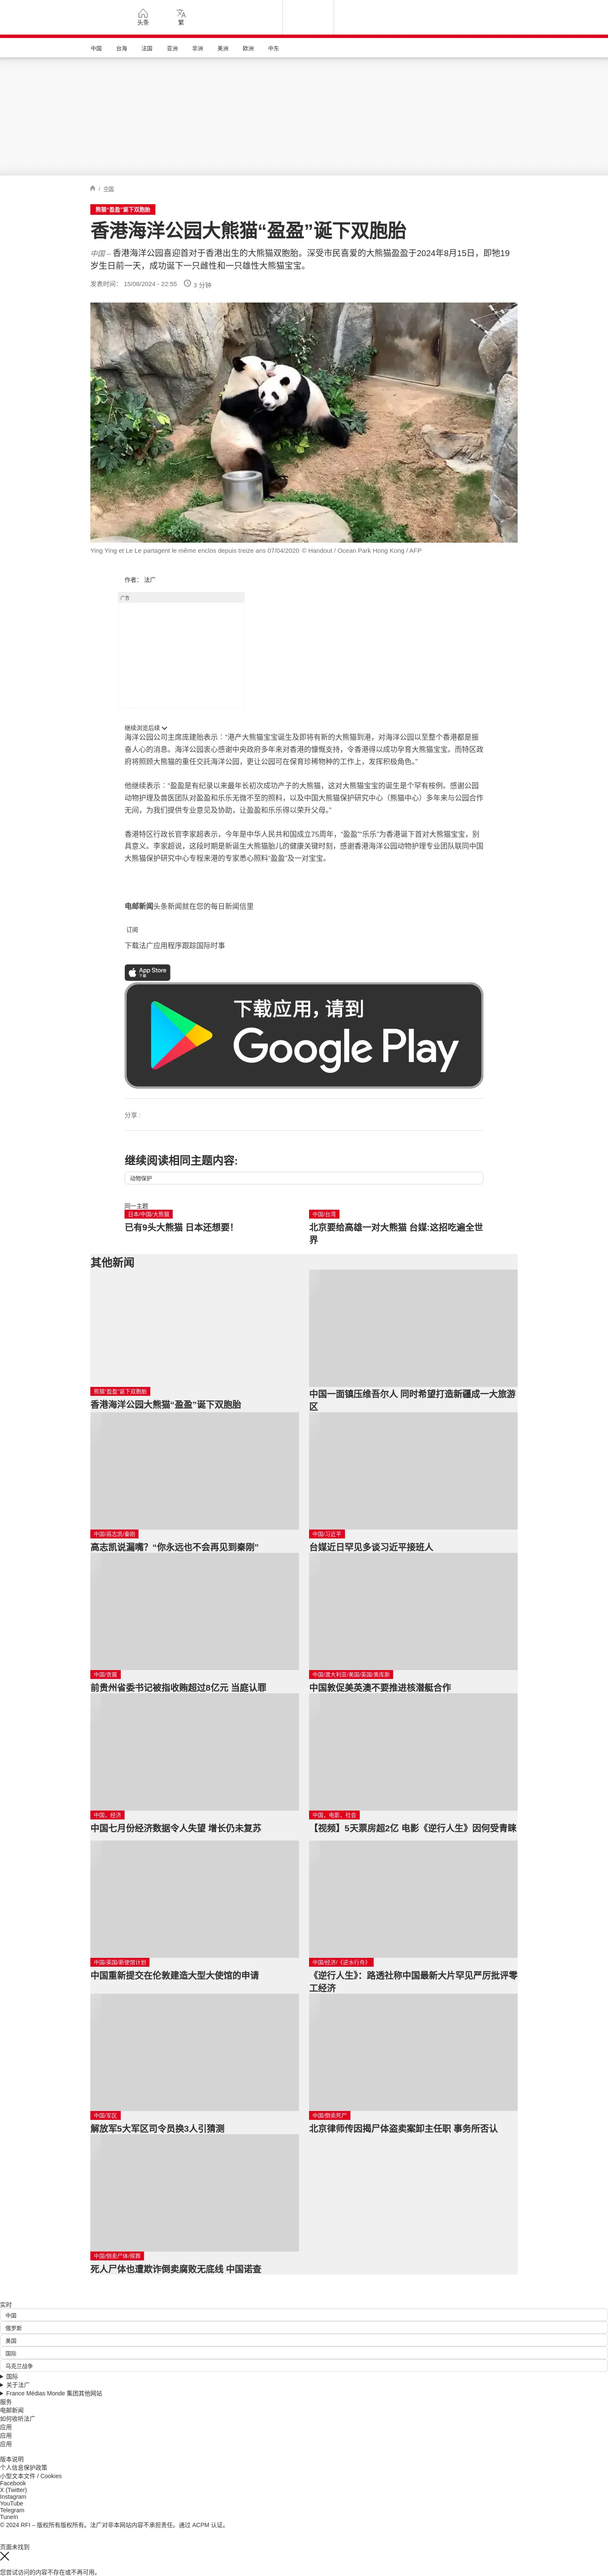 头条
繁
中国
台海
法国
亚洲
非洲
美洲
欧洲
中东
/ 中国
熊猫“盈盈”诞下双胞胎
香港海洋公园大熊猫“盈盈”诞下双胞胎
中国 – 香港海洋公园喜迎首对于香港出生的大熊猫双胞胎。深受市民喜爱的大熊猫盈盈于2024年8月15日，即牠19
岁生日前一天，成功诞下一只雌性和一只雄性大熊猫宝宝。
发表时间： 15/08/2024 - 22:55
3 分钟
Ying Ying et Le Le partagent le même enclos depuis treize ans 07/04/2020 © Handout / Ocean Park Hong Kong / AFP
作者： 法广
广告
继续浏览后续
海洋公园公司主席庞建贻表示︰“港产大熊猫宝宝诞生及即将有新的大熊猫到港，对海洋公园以至整个香港都是振
奋人心的消息。海洋公园衷心感谢中央政府多年来对香港的慷慨支持，令香港得以成功孕育大熊猫宝宝。而特区政
府将照顾大熊猫的重任交託海洋公园，更让公园可在保育珍稀物种的工作上，发挥积极角色。”
他继续表示︰“盈盈是有纪录以来最年长初次成功产子的大熊猫，这对大熊猫宝宝的诞生是个罕有桉例。感谢公园
动物护理及兽医团队对盈盈和乐乐无微不至的照料，以及中国大熊猫保护研究中心（熊猫中心）多年来与公园合作
无间，为我们提供专业意见及协助，让盈盈和乐乐得以荣升父母。”
香港特区行政长官李家超表示，今年是中华人民共和国成立75周年，“盈盈”“乐乐”为香港诞下首对大熊猫宝宝，别
具意义。李家超说，这段时期是新诞生大熊猫胎儿的健康关键时刻，感谢香港海洋公园动物护理专业团队联同中国
大熊猫保护研究中心专程来港的专家悉心照料“盈盈”及一对宝宝。
电邮新闻头条新闻就在您的每日新闻信里
订阅
下载法广应用程序跟踪国际时事
App Store
下载
下载应用，请到
Google Play
分享 :
继续阅读相同主题内容:
动物保护
同一主题
日本/中国/大熊猫
已有9头大熊猫 日本还想要！
中国/台湾
北京要给高雄一对大熊猫 台媒:这招吃遍全世
界
其他新闻
熊猫“盈盈”诞下双胞胎
香港海洋公园大熊猫“盈盈”诞下双胞胎
中国一面镇压维吾尔人 同时希望打造新疆成一大旅游
区
中国/高志凯/秦刚
高志凯说漏嘴？“你永远也不会再见到秦刚”
中国/习近平
台媒近日罕见多谈习近平接班人
中国/贪腐
前贵州省委书记被指收贿超过8亿元 当庭认罪
中国/澳大利亚/美国/英国/奥库斯
中国敦促美英澳不要推进核潜艇合作
中国，经济
中国七月份经济数据令人失望 增长仍未复苏
中国，电影，社会
【视频】5天票房超2亿 电影《逆行人生》因何受青睐
中国/英国/新使馆计划
中国重新提交在伦敦建造大型大使馆的申请
中国/经济/《逆水行舟》
《逆行人生》：路透社称中国最新大片罕见严厉批评零
工经济
中国/军区
解放军5大军区司令员换3人引猜测
中国/倒卖死尸
北京律师传因揭尸体盗卖案卸主任职 事务所否认
中国/倒卖尸体/殡葬
死人尸体也遭欺诈倒卖腐败无底线 中国诺查
实时
中国
俄罗斯
美国
国际
乌克兰战争
国际
关于法广
France Médias Monde 集团其他网站
服务
电邮新闻
如何收听法广
应用
应用
应用
版本说明
个人信息保护政策
小型文本文件 / Cookies
Facebook
X (Twitter)
Instagram
YouTube
Telegram
TuneIn
© 2024 RFI – 版权所有版权所有。法广对非本网站内容不承担责任。通过 ACPM 认证。
页面未找到
您尝试访问的内容不存在或不再可用。